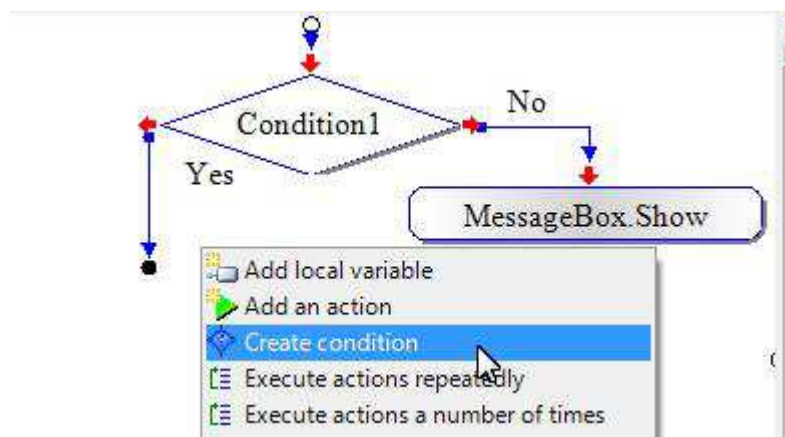 Condition1
No
Yes
MessageBox.Show
Add local variable
Add an action
Create condition
Execute actions repeatedly
Execute actions a number of times